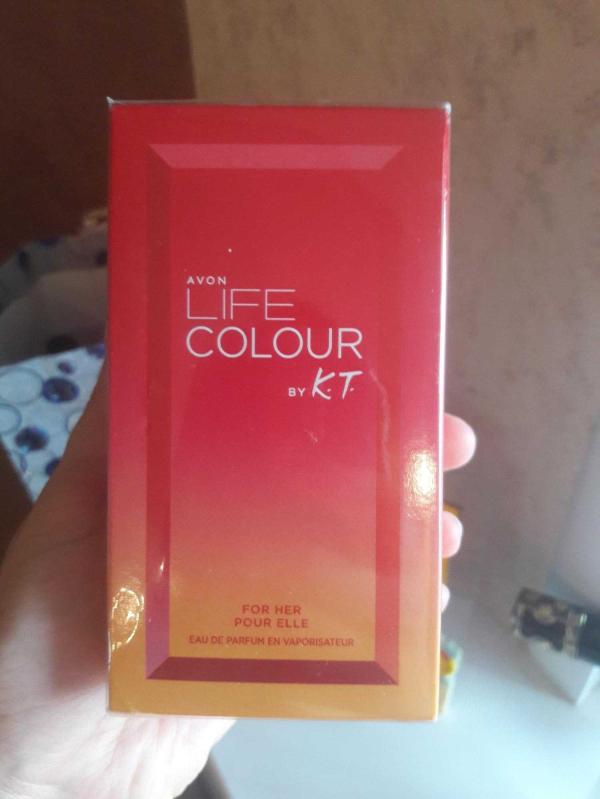 AVON
LIFE
COLOUR
BY K.T.
FOR HER
POUR ELLE
EAU DE PARFUM EN VAPORISATEUR